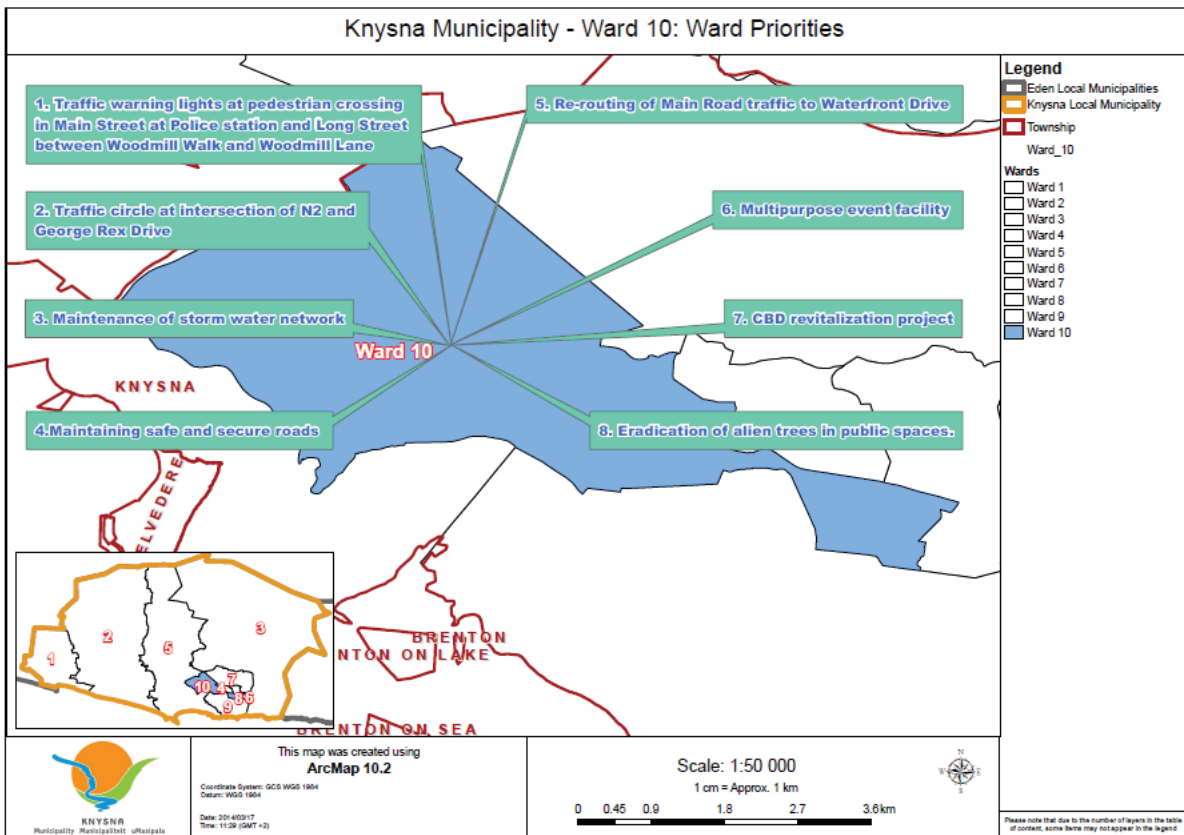 Knysna Municipality - Ward 10: Ward Priorities
1. Traffic warning lights at pedestrian crossing
in Main Street at Police station and Long Street
between Woodmill Walk and Woodmill Lane
2. Traffic circle at intersection of N2 and
George Rex Drive
3. Maintenance of storm water network
4.Maintaining safe and secure roads
5. Re-routing of Main Road traffic to Waterfront Drive
6. Multipurpose event facility
7. CBD revitalization project
8. Eradication of alien trees in public spaces.
Ward 10
KNYSNA
ELVEDERE
BRENTON
NTON ON LAKE
BRENTON ON SEA
1
2
5
3
10
4
7
8
6
9
Legend
Eden Local Municipalities
Knysna Local Municipality
Township
Ward_10
Wards
Ward 1
Ward 2
Ward 3
Ward 4
Ward 5
Ward 6
Ward 7
Ward 8
Ward 9
Ward 10
KNYSNA
Municipality Munisipaliteit uMasipala
This map was created using
ArcMap 10.2
Coordinate System: GCS WGS 1984
Datum: WGS 1984
Date: 2014/03/17
Time: 11:29 (GMT +2)
Scale: 1:50 000
1 cm = Approx. 1 km
0 0.45 0.9 1.8 2.7 3.6 km
N
W E
S
Please note that due to the number of layers in the table
of content, some items may not appear in the legend